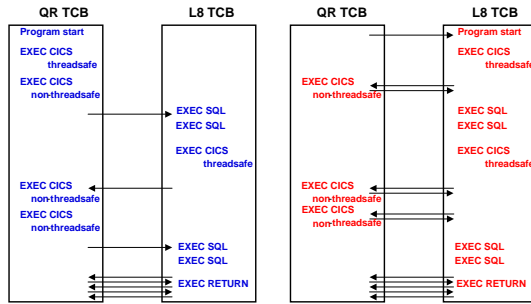 QR TCB
L8 TCB
Program start
EXEC CICS
threadsafe
EXEC CICS
non-threadsafe
EXEC SQL
EXEC SQL
EXEC CICS
threadsafe
EXEC CICS
non-threadsafe
EXEC CICS
non-threadsafe
EXEC SQL
EXEC SQL
EXEC RETURN
QR TCB
L8 TCB
Program start
EXEC CICS
threadsafe
EXEC CICS
non-threadsafe
EXEC SQL
EXEC SQL
EXEC CICS
threadsafe
EXEC CICS
non-threadsafe
EXEC CICS
non-threadsafe
EXEC SQL
EXEC SQL
EXEC RETURN